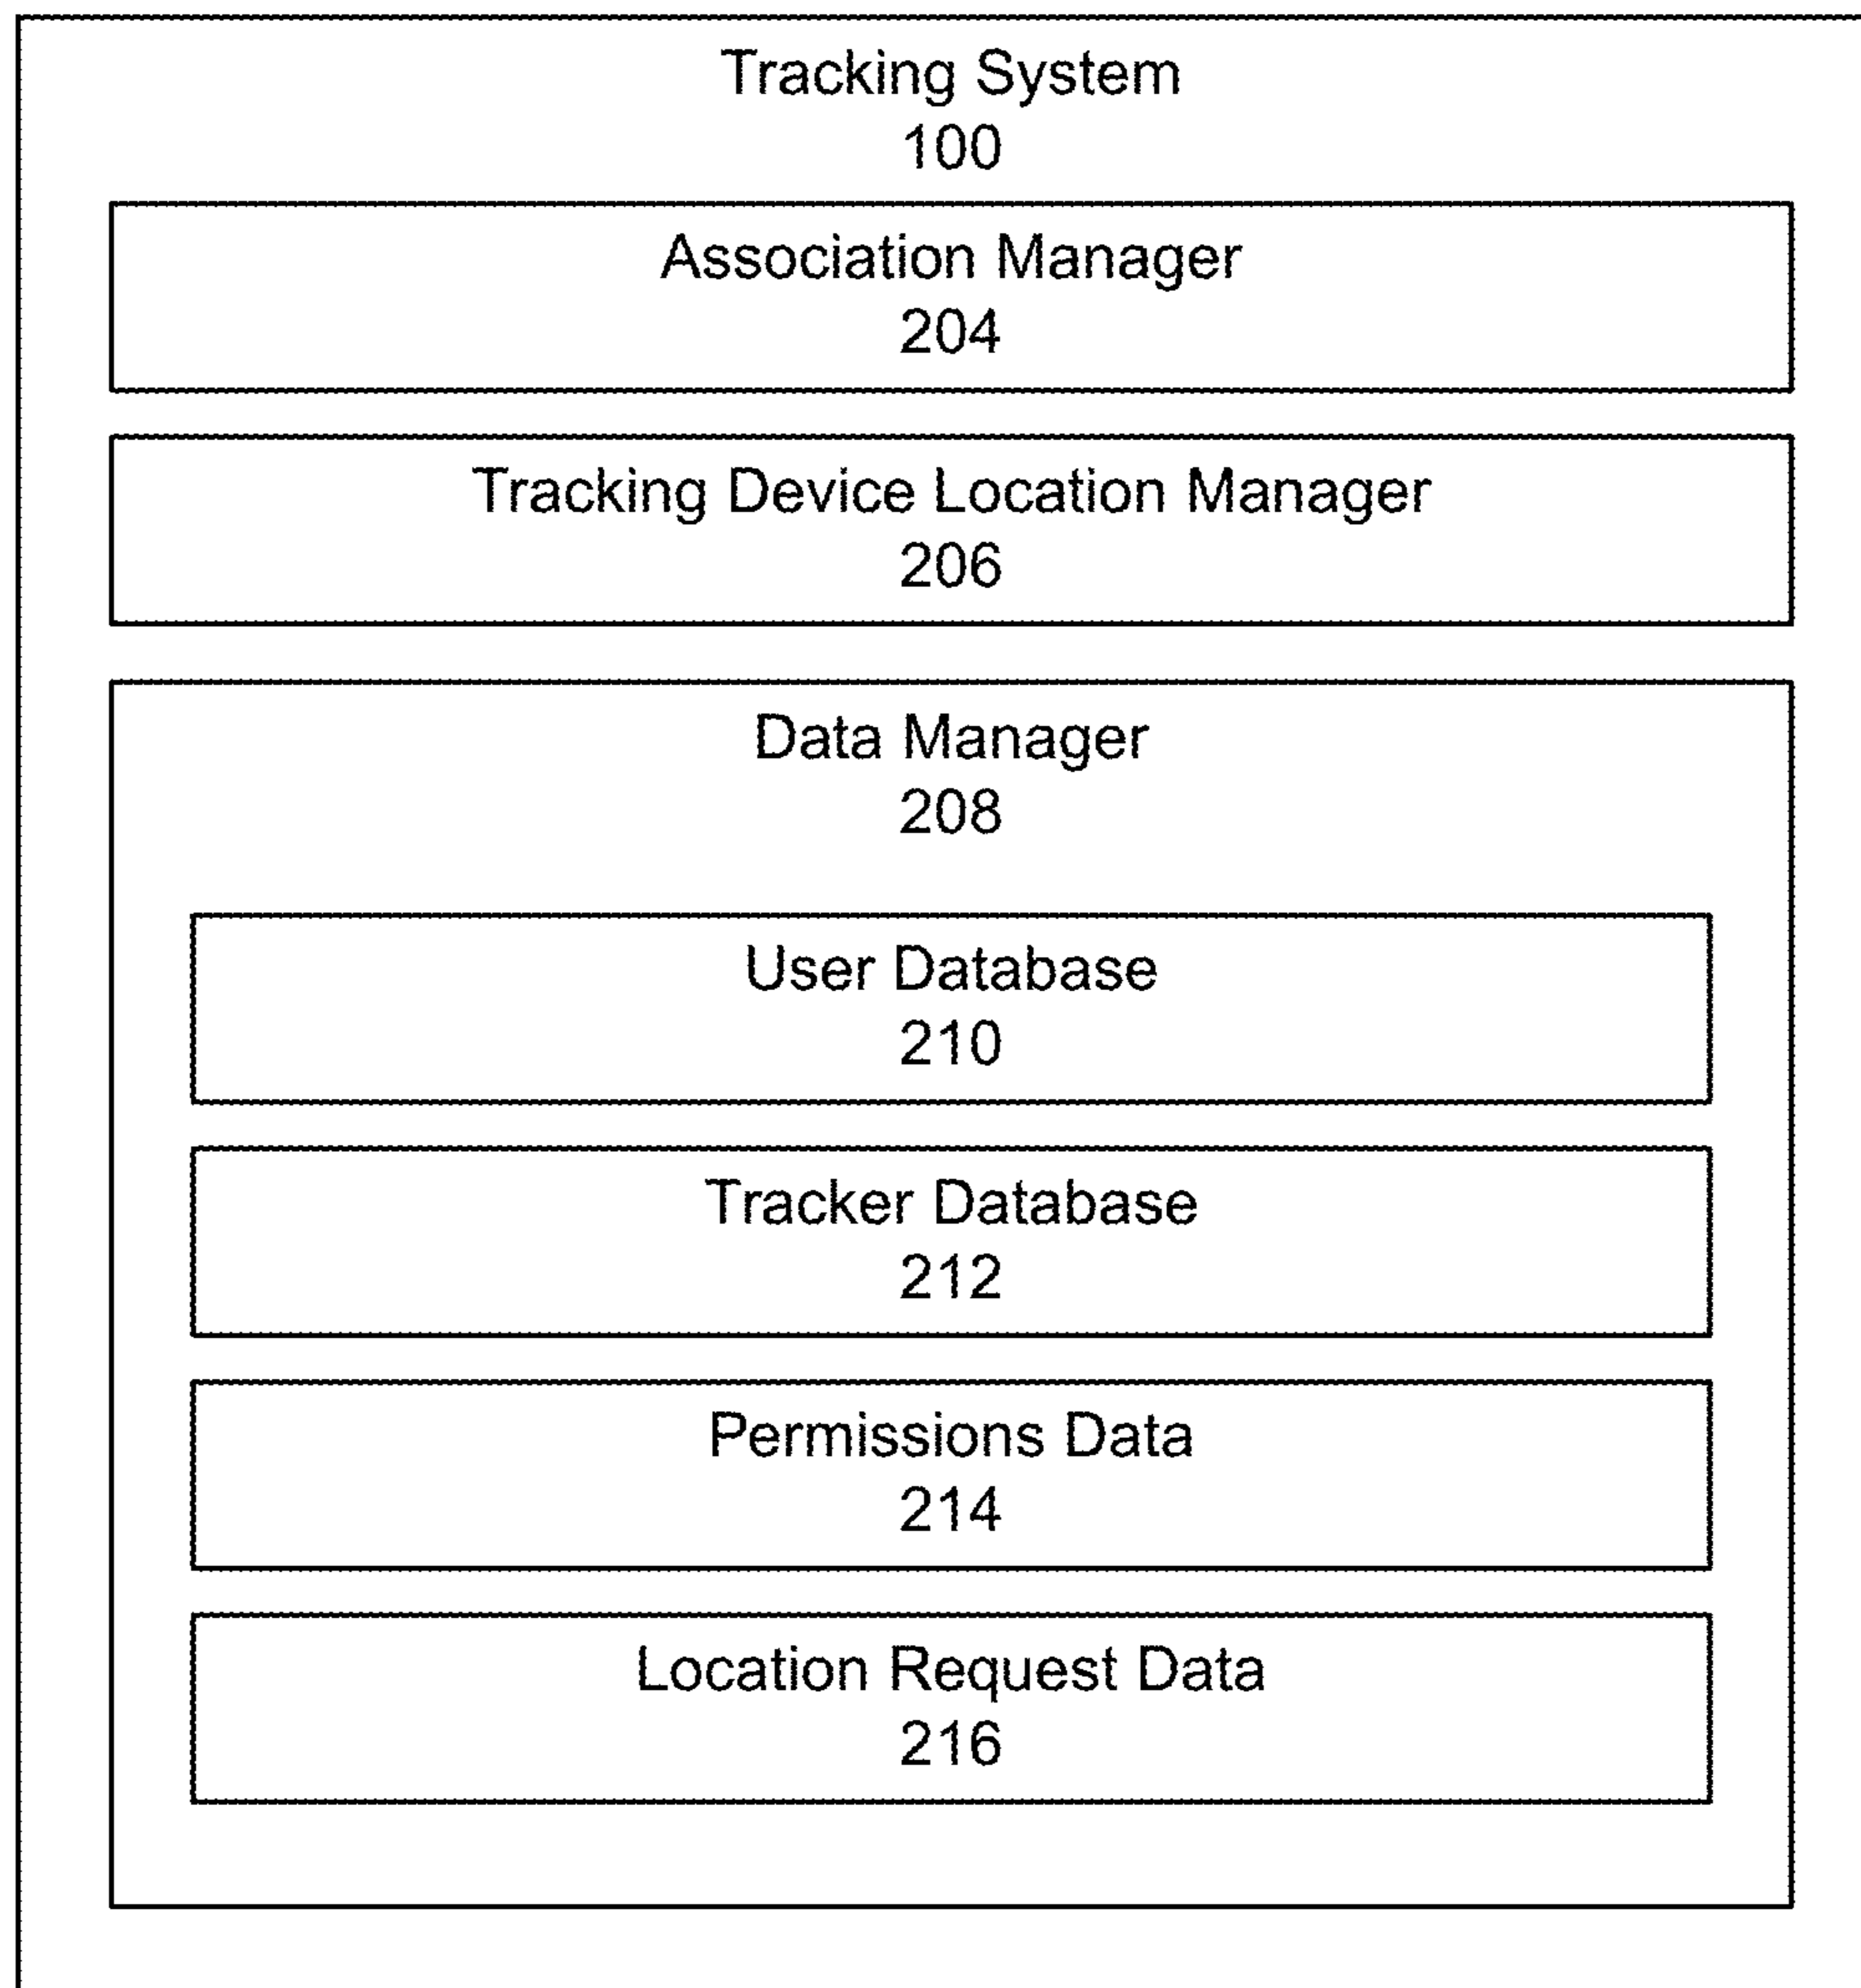 Tracking System
100
Association Manager
204
Tracking Device Location Manager
206
Data Manager
208
User Database
210
Tracker Database
212
Permissions Data
214
Location Request Data
216